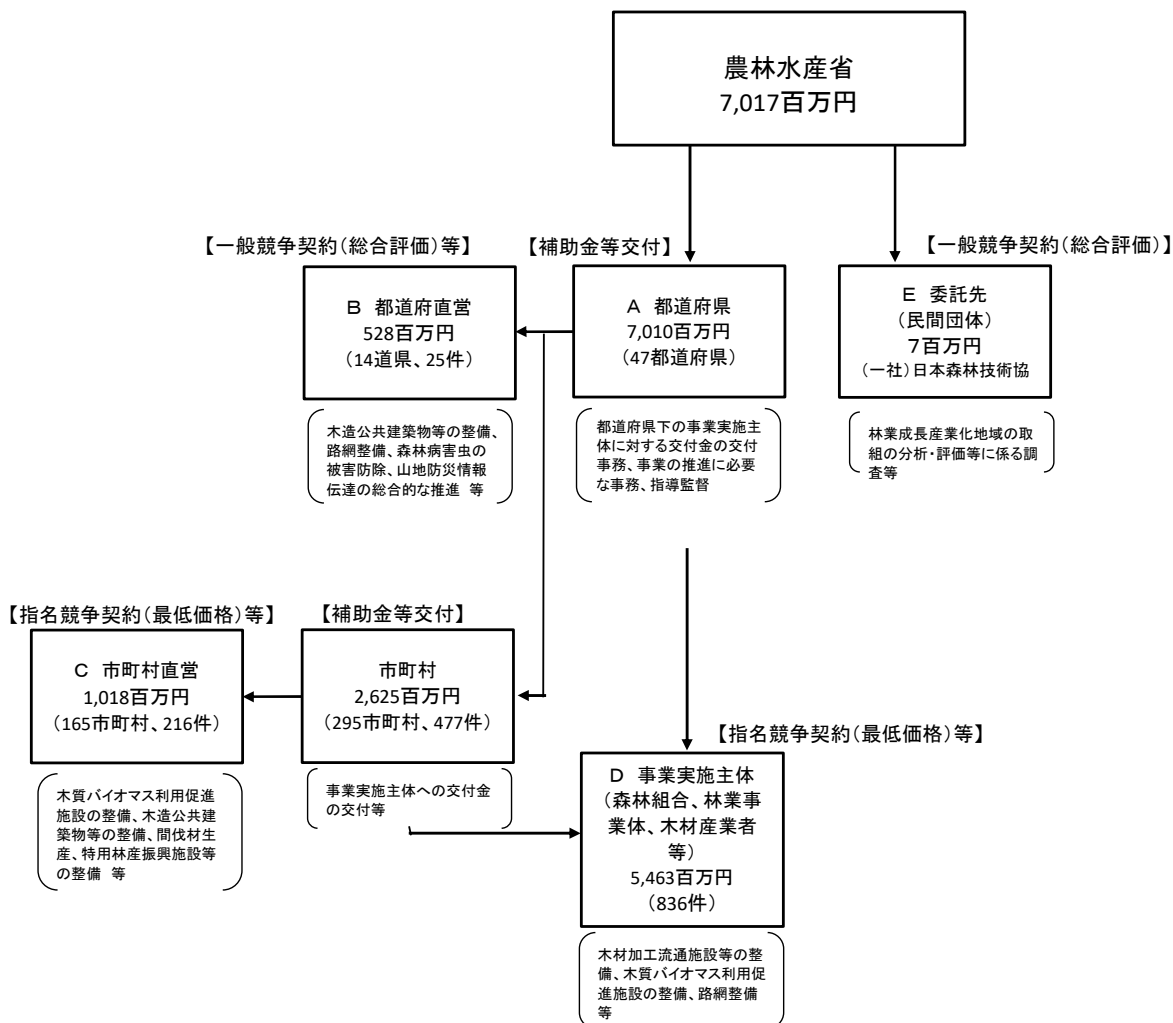 農林水産省
7,017百万円
【一般競争契約(総合評価)等】
【補助金等交付】
【一般競争契約(総合評価)】
B 都道府直営
528百万円
(14道県、25件)
A 都道府県
7,010百万円
(47都道府県)
E 委託先
(民間団体)
7百万円
(一社)日本森林技術協
木造公共建築物等の整備、
路網整備、森林病害虫の
被害防除、山地防災情報
伝達の総合的な推進 等
都道府県下の事業実施主
体に対する交付金の交付
事務、事業の推進に必要
な事務、指導監督
林業成長産業化地域の取
組の分析・評価等に係る調
査等
【指名競争契約(最低価格)等】
【補助金等交付】
C 市町村直営
1,018百万円
(165市町村、216件)
市町村
2,625百万円
(295市町村、477件)
【指名競争契約(最低価格)等】
木質バイオマス利用促進
施設の整備、木造公共建
築物等の整備、間伐材生
産、特用林産振興施設等
の整備 等
事業実施主体への交付金
の交付等
D 事業実施主体
(森林組合、林業事
業体、木材産業者
等)
5,463百万円
(836件)
木材加工流通施設等の整
備、木質バイオマス利用促
進施設の整備、路網整備
等